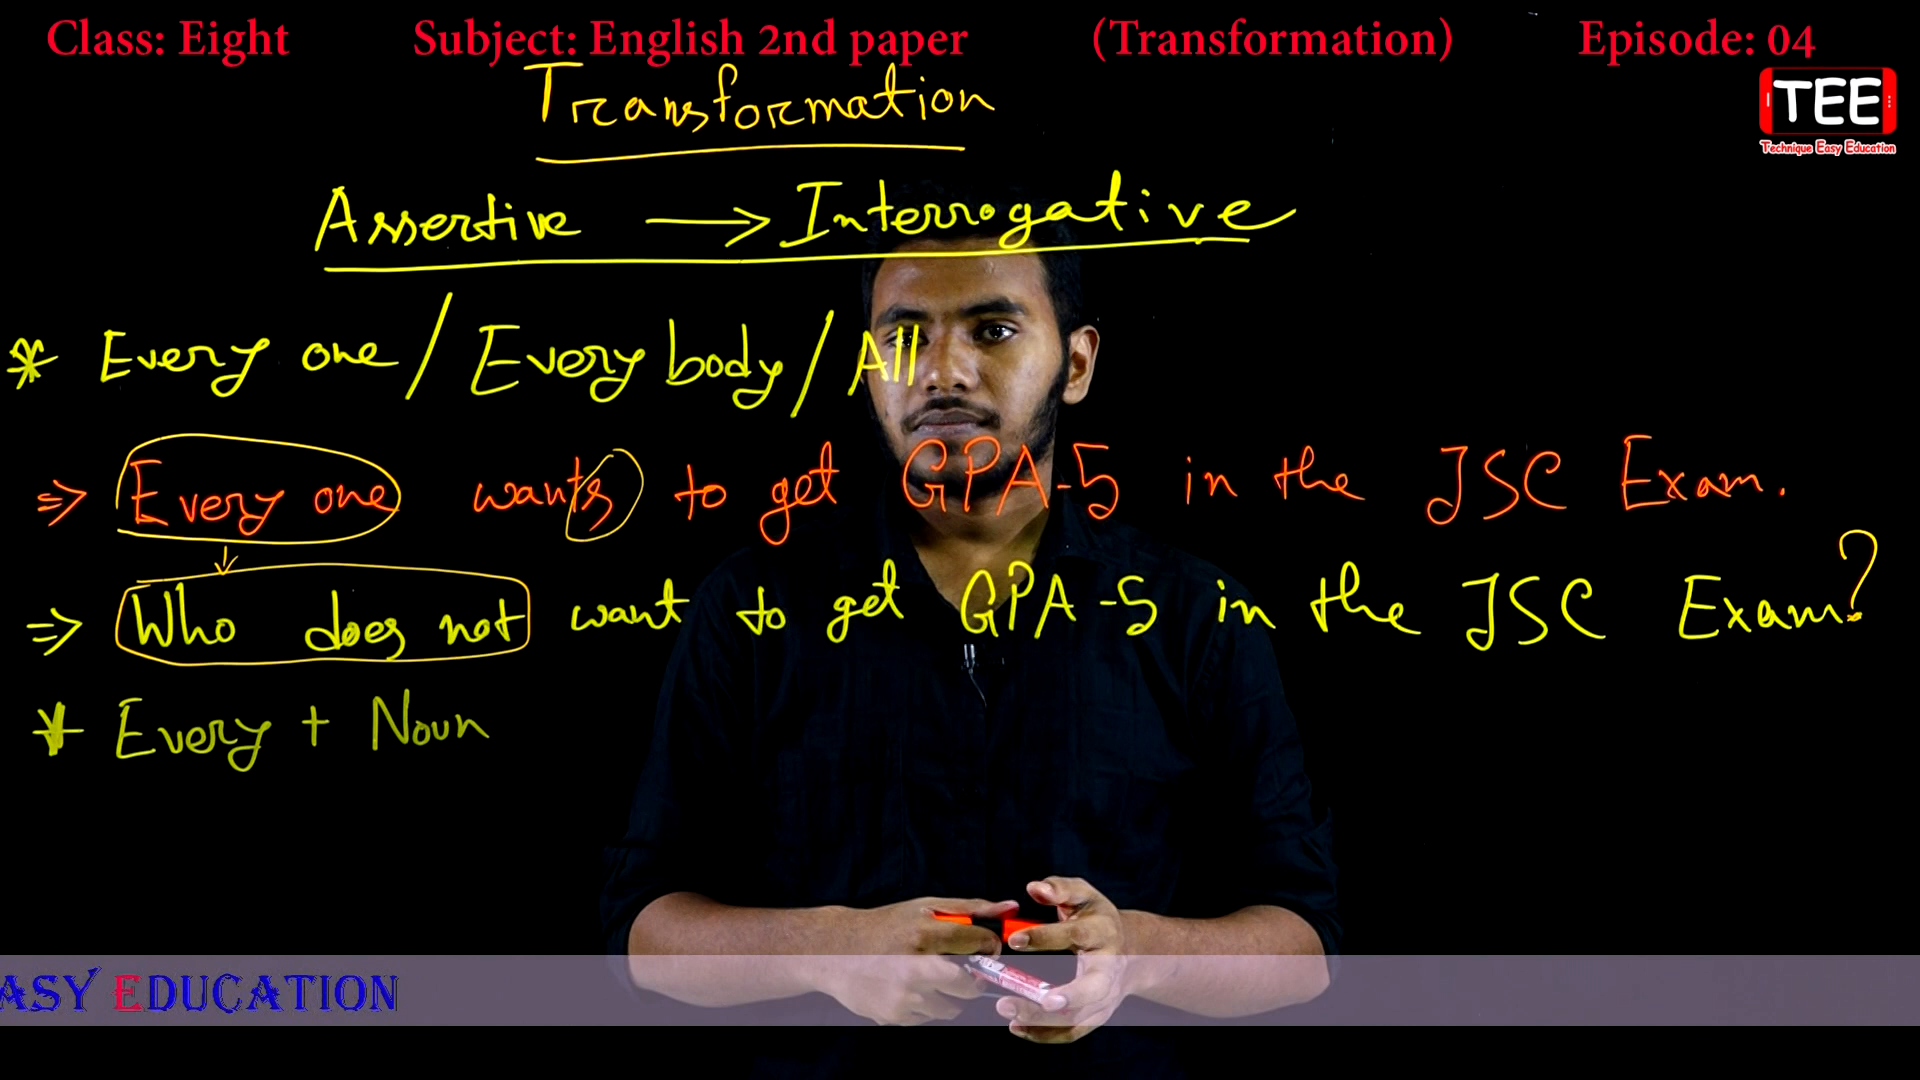 Class: Eight Subject: English 2nd paper (Transformation) Episode: 04
TEE
Technique Easy Education
Transformation
Assertive → Interrogative
* Every one / Every body / All
⇒ Every one wants to get GPA-5 in the JSC Exam.
⇒ Who does not want to get GPA-5 in the JSC Exam?
* Every + Noun
ASY EDUCATION